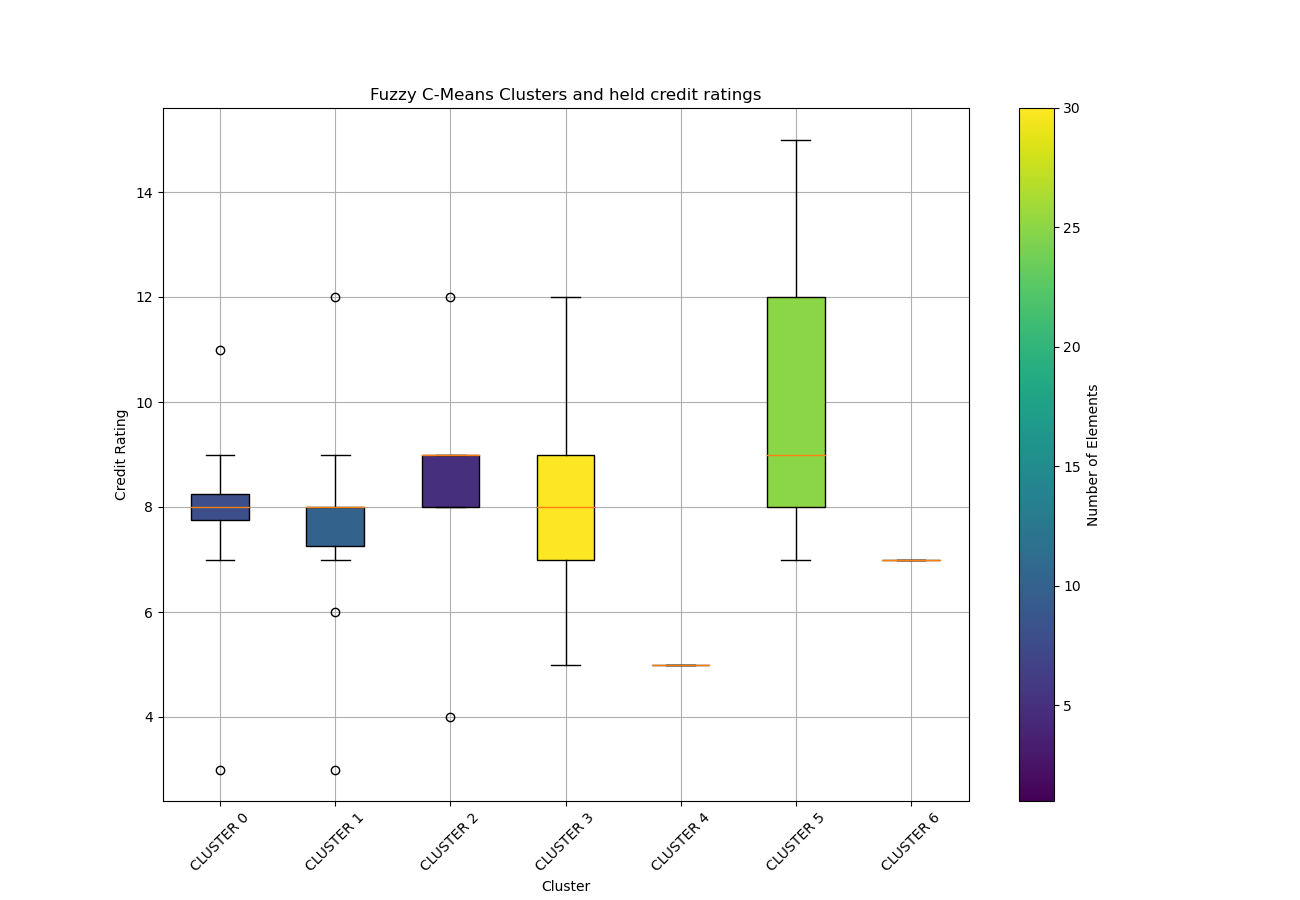 Fuzzy C-Means Clusters and held credit ratings
Credit Rating
14
12
10
8
6
4
CLUSTER 0
CLUSTER 1
CLUSTER 2
CLUSTER 3
CLUSTER 4
CLUSTER 5
CLUSTER 6
Cluster
30
25
20
15
10
5
Number of Elements